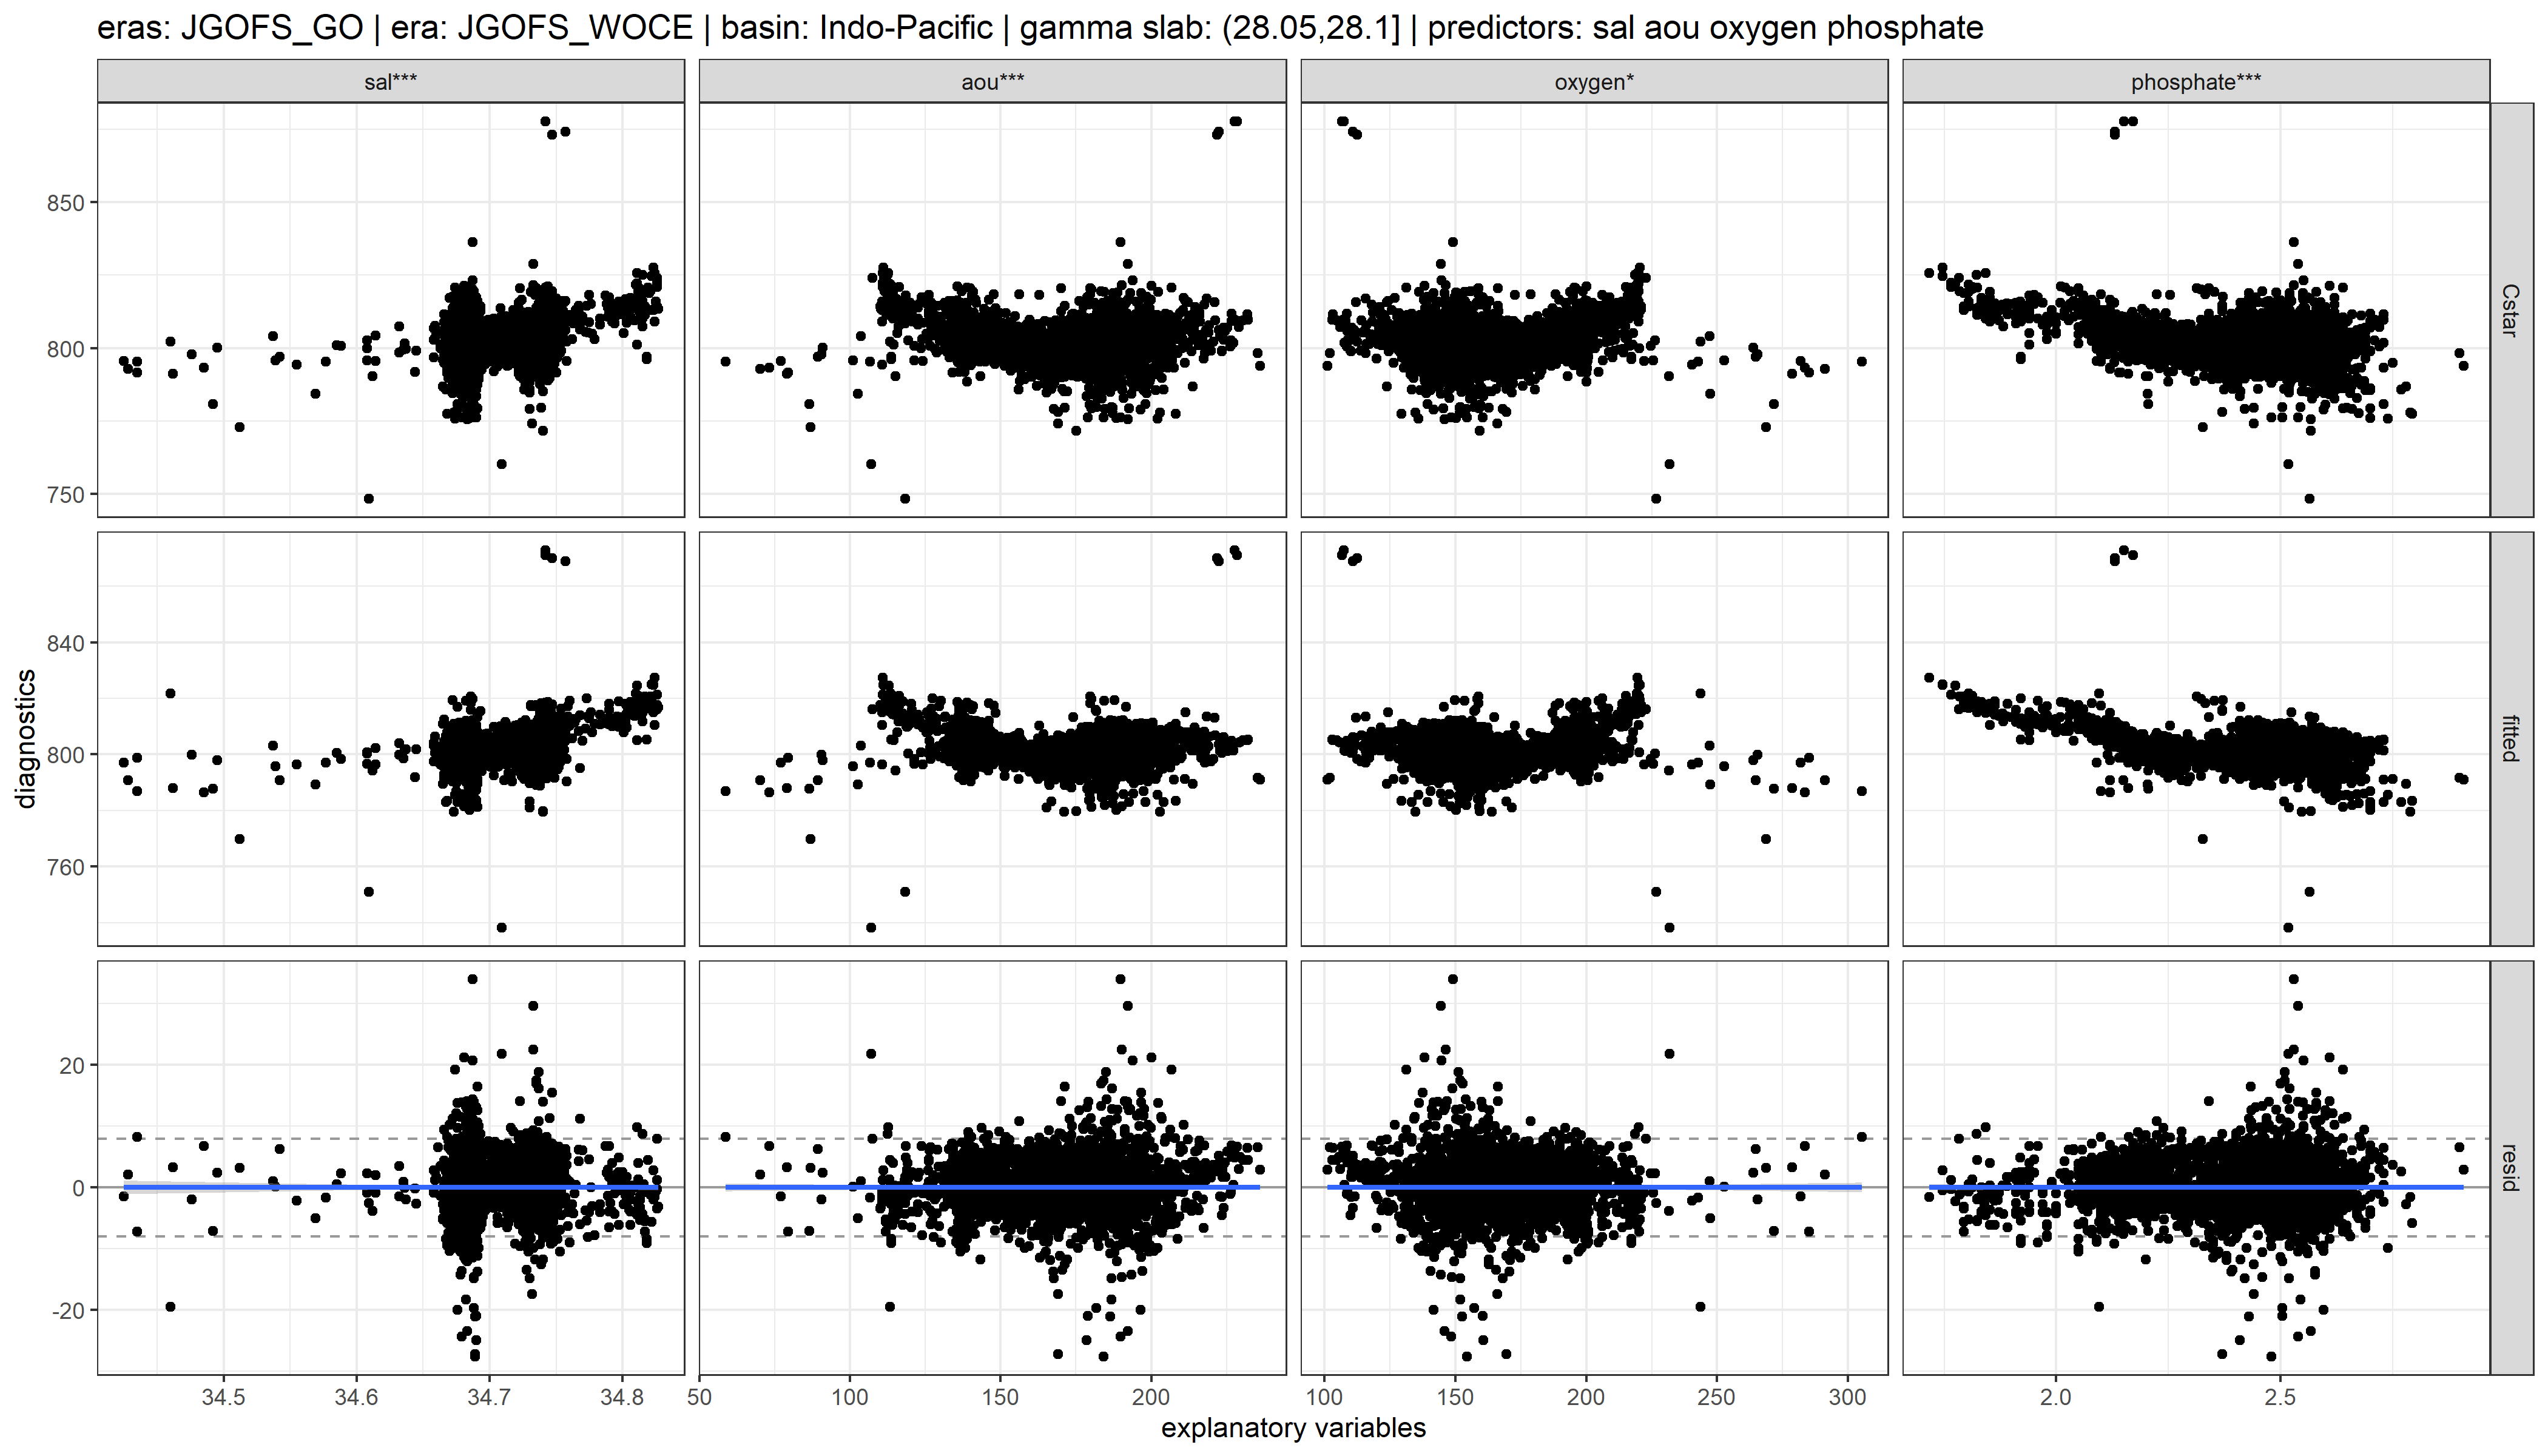 eras: JGOFS_GO | era: JGOFS_WOCE | basin: Indo-Pacific | gamma slab: (28.05,28.1] | predictors: sal aou oxygen phosphate
sal*** aou*** oxygen* phosphate***
850
800
750
Cstar
840
800
760
fitted
diagnostics
20
0
-20
resid
34.5 34.6 34.7 34.8 50 100 150 200 100 150 200 250 300 2.0 2.5
explanatory variables